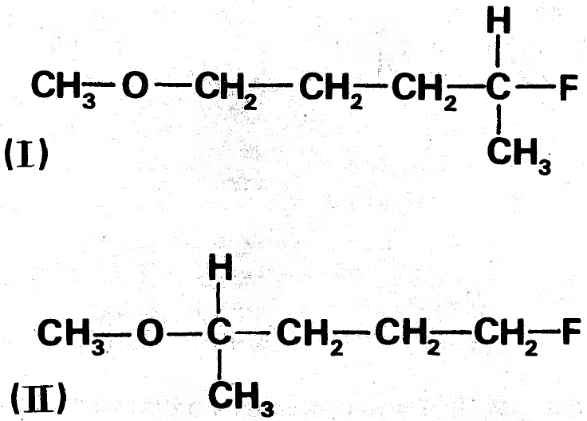 H
CH₃—O—CH₂—CH₂—CH₂—C—F
(I)
CH₃
H
CH₃—O—C—CH₂—CH₂—CH₂—F
(II)
CH₃